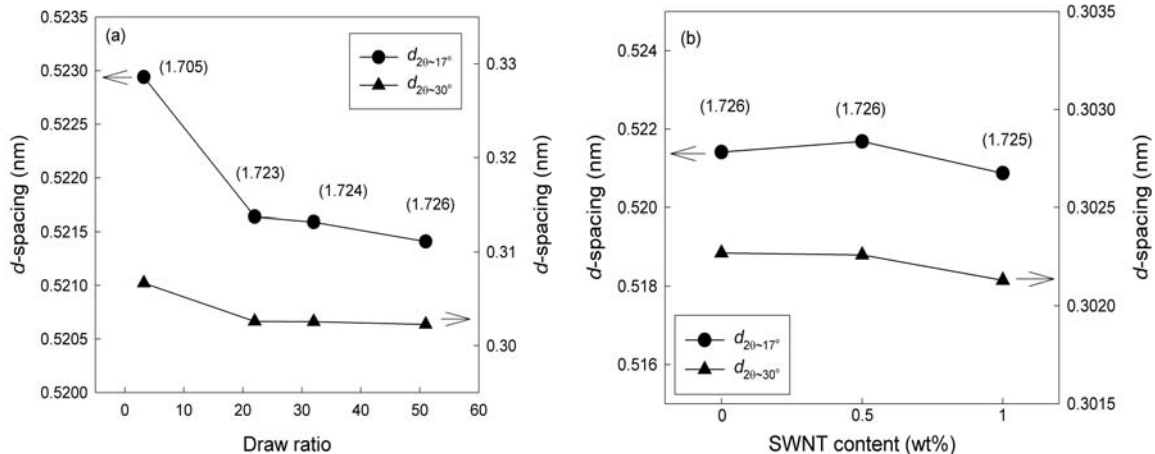 (a)
d2θ~17°
d2θ~30°
0.5235
0.5230
0.5225
0.5220
0.5215
0.5210
0.5205
0.5200
d-spacing (nm)
(1.705)
(1.723)
(1.724)
(1.726)
0.33
0.32
0.313
0.30
d-spacing (nm)
0 10 20 30 40 50 60
Draw ratio
(b)
0.524
0.522
0.520
0.518
0.516
d-spacing (nm)
(1.726)
(1.726)
(1.725)
d2θ~17°
d2θ~30°
0.3035
0.3030
0.3025
0.3020
0.3015
d-spacing (nm)
0 0.5 1
SWNT content (wt%)